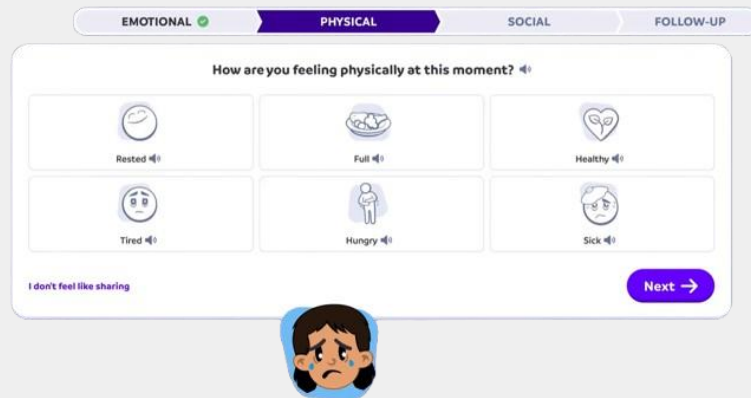 EMOTIONAL
PHYSICAL
SOCIAL
FOLLOW-UP
How are you feeling physically at this moment?
Rested
Full
Healthy
Tired
Hungry
Sick
I don't feel like sharing
Next